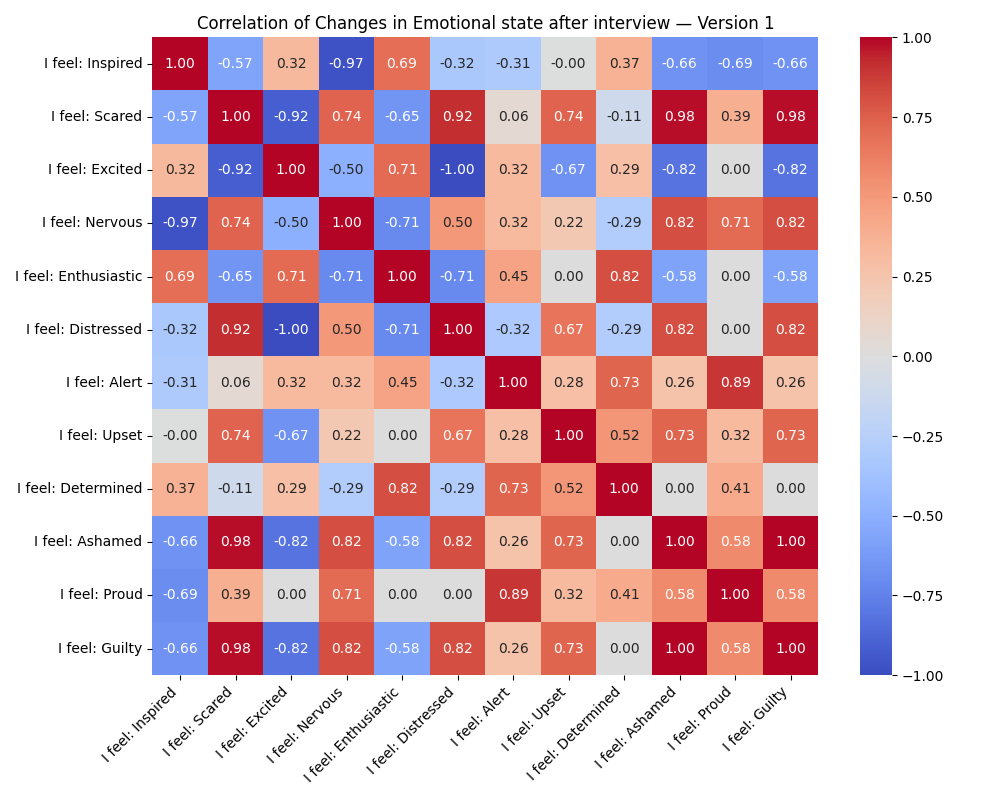 Correlation of Changes in Emotional state after interview — Version 1
I feel: Inspired 1.00 -0.57 0.32 -0.97 0.69 -0.32 -0.31 -0.00 0.37 -0.66 -0.69 -0.66
I feel: Scared -0.57 1.00 -0.92 0.74 -0.65 0.92 0.06 0.74 -0.11 0.98 0.39 0.98
I feel: Excited 0.32 -0.92 1.00 -0.50 0.71 -1.00 0.32 -0.67 0.29 -0.82 0.00 -0.82
I feel: Nervous -0.97 0.74 -0.50 1.00 -0.71 0.50 0.32 0.22 -0.29 0.82 0.71 0.82
I feel: Enthusiastic 0.69 -0.65 0.71 -0.71 1.00 -0.71 0.45 0.00 0.82 -0.58 0.00 -0.58
I feel: Distressed -0.32 0.92 -1.00 0.50 -0.71 1.00 -0.32 0.67 -0.29 0.82 0.00 0.82
I feel: Alert -0.31 0.06 0.32 0.32 0.45 -0.32 1.00 0.28 0.73 0.26 0.89 0.26
I feel: Upset -0.00 0.74 -0.67 0.22 0.00 0.67 0.28 1.00 0.52 0.73 0.32 0.73
I feel: Determined 0.37 -0.11 0.29 -0.29 0.82 -0.29 0.73 0.52 1.00 0.00 0.41 0.00
I feel: Ashamed -0.66 0.98 -0.82 0.82 -0.58 0.82 0.26 0.73 0.00 1.00 0.58 1.00
I feel: Proud -0.69 0.39 0.00 0.71 0.00 0.00 0.89 0.32 0.41 0.58 1.00 0.58
I feel: Guilty -0.66 0.98 -0.82 0.82 -0.58 0.82 0.26 0.73 0.00 1.00 0.58 1.00
I feel: Inspired
I feel: Scared
I feel: Excited
I feel: Nervous
I feel: Enthusiastic
I feel: Distressed
I feel: Alert
I feel: Upset
I feel: Determined
I feel: Ashamed
I feel: Proud
I feel: Guilty
1.00
0.75
0.50
0.25
0.00
−0.25
−0.50
−0.75
−1.00